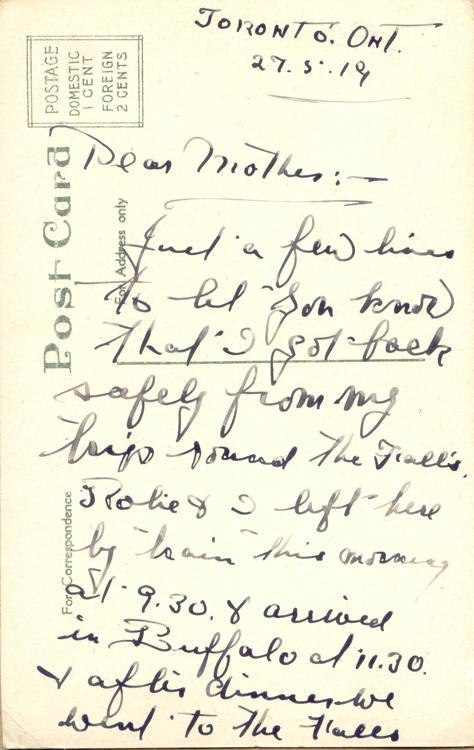 TORONTO. ONT.
27.5.19
POSTAGE
DOMESTIC
1 CENT
FOREIGN
2 CENTS
Post Card
For Address only
For Correspondence
Dear Mother:—
Just a few lines
to let you know
that I got back
safely from my
trip round the Falls.
& I left here
by train this morning
at 9.30. & arrived
in Buffalo at 11.30.
& after dinner we
went to the Falls